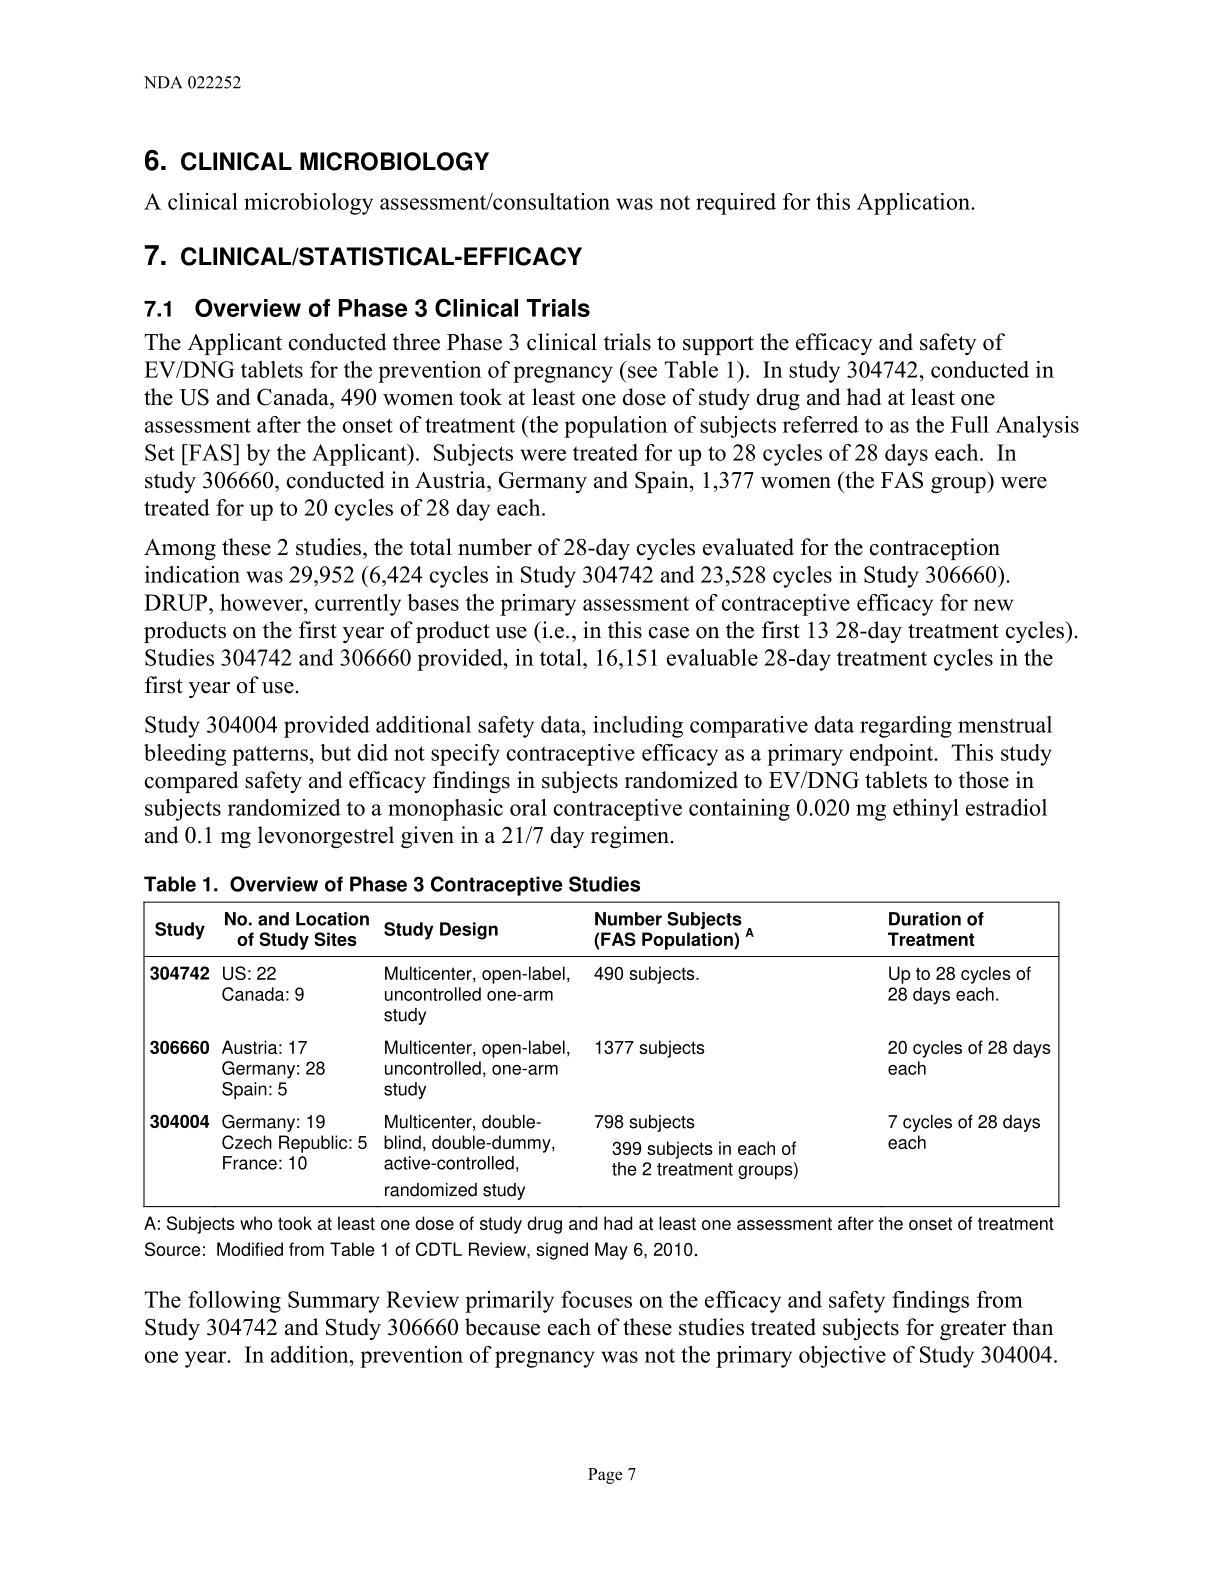 NDA 022252
6. CLINICAL MICROBIOLOGY
A clinical microbiology assessment/consultation was not required for this Application.
7. CLINICAL/STATISTICAL-EFFICACY
7.1 Overview of Phase 3 Clinical Trials
The Applicant conducted three Phase 3 clinical trials to support the efficacy and safety of
EV/DNG tablets for the prevention of pregnancy (see Table 1). In study 304742, conducted in
the US and Canada, 490 women took at least one dose of study drug and had at least one
assessment after the onset of treatment (the population of subjects referred to as the Full Analysis
Set [FAS] by the Applicant). Subjects were treated for up to 28 cycles of 28 days each. In
study 306660, conducted in Austria, Germany and Spain, 1,377 women (the FAS group) were
treated for up to 20 cycles of 28 day each.
Among these 2 studies, the total number of 28-day cycles evaluated for the contraception
indication was 29,952 (6,424 cycles in Study 304742 and 23,528 cycles in Study 306660).
DRUP, however, currently bases the primary assessment of contraceptive efficacy for new
products on the first year of product use (i.e., in this case on the first 13 28-day treatment cycles).
Studies 304742 and 306660 provided, in total, 16,151 evaluable 28-day treatment cycles in the
first year of use.
Study 304004 provided additional safety data, including comparative data regarding menstrual
bleeding patterns, but did not specify contraceptive efficacy as a primary endpoint. This study
compared safety and efficacy findings in subjects randomized to EV/DNG tablets to those in
subjects randomized to a monophasic oral contraceptive containing 0.020 mg ethinyl estradiol
and 0.1 mg levonorgestrel given in a 21/7 day regimen.
Table 1. Overview of Phase 3 Contraceptive Studies
Study No. and Location of Study Sites Study Design Number Subjects (FAS Population) A Duration of Treatment
304742 US: 22 Multicenter, open-label, 490 subjects. Up to 28 cycles of
Canada: 9 uncontrolled one-arm 28 days each.
study
306660 Austria: 17 Multicenter, open-label, 1377 subjects 20 cycles of 28 days
Germany: 28 uncontrolled, one-arm each
Spain: 5 study
304004 Germany: 19 Multicenter, double- 798 subjects 7 cycles of 28 days
Czech Republic: 5 blind, double-dummy, 399 subjects in each of each
France: 10 active-controlled, the 2 treatment groups)
randomized study
A: Subjects who took at least one dose of study drug and had at least one assessment after the onset of treatment
Source: Modified from Table 1 of CDTL Review, signed May 6, 2010.
The following Summary Review primarily focuses on the efficacy and safety findings from
Study 304742 and Study 306660 because each of these studies treated subjects for greater than
one year. In addition, prevention of pregnancy was not the primary objective of Study 304004.
Page 7